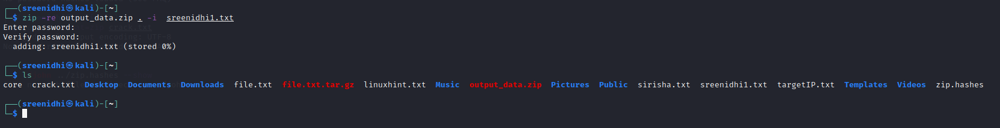 ┌──(sreenidhi㉿kali)-[~]
└─$ zip -re output_data.zip . -i  sreenidhi1.txt
Enter password:
Verify password:
  adding: sreenidhi1.txt (stored 0%)
┌──(sreenidhi㉿kali)-[~]
└─$ ls
core  crack.txt  Desktop  Documents  Downloads  file.txt  file.txt.tar.gz  linuxhint.txt  Music  output_data.zip  Pictures  Public  sirisha.txt  sreenidhi1.txt  targetIP.txt  Templates  Videos  zip.hashes
┌──(sreenidhi㉿kali)-[~]
└─$